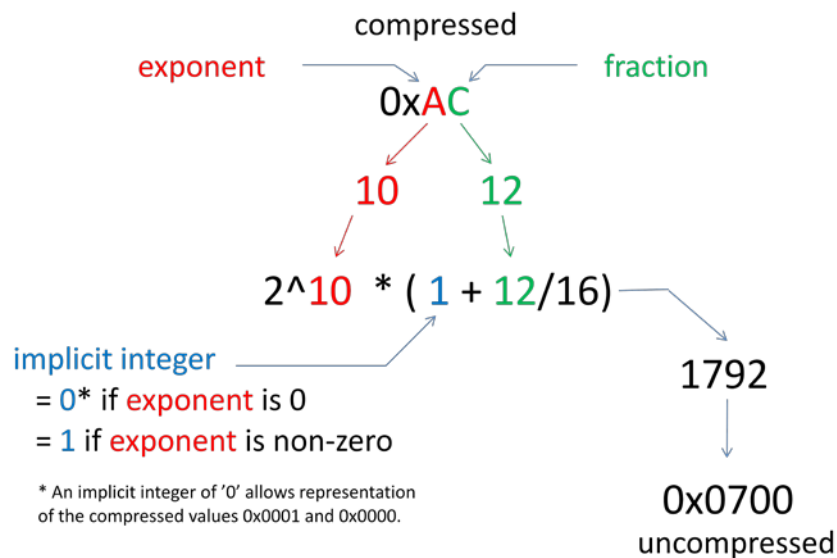 compressed
exponent
fraction
0xAC
10
12
2^10 * ( 1 + 12/16)
implicit integer
= 0* if exponent is 0
= 1 if exponent is non-zero
* An implicit integer of ’0’ allows representation
of the compressed values 0x0001 and 0x0000.
1792
0x0700
uncompressed